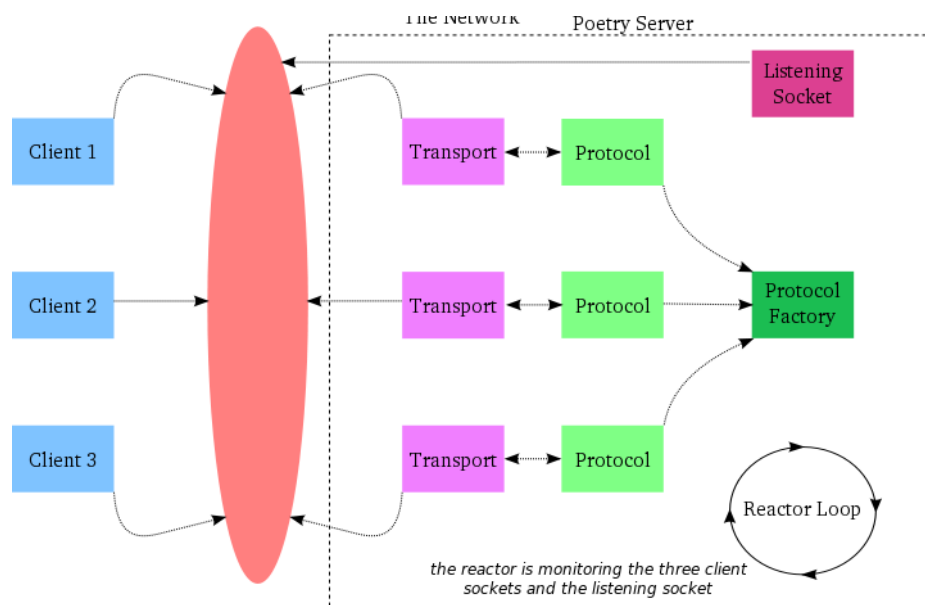 The Network
Poetry Server
Listening
Socket
Client 1
Transport
Protocol
Client 2
Transport
Protocol
Protocol
Factory
Client 3
Transport
Protocol
Reactor Loop
the reactor is monitoring the three client
sockets and the listening socket